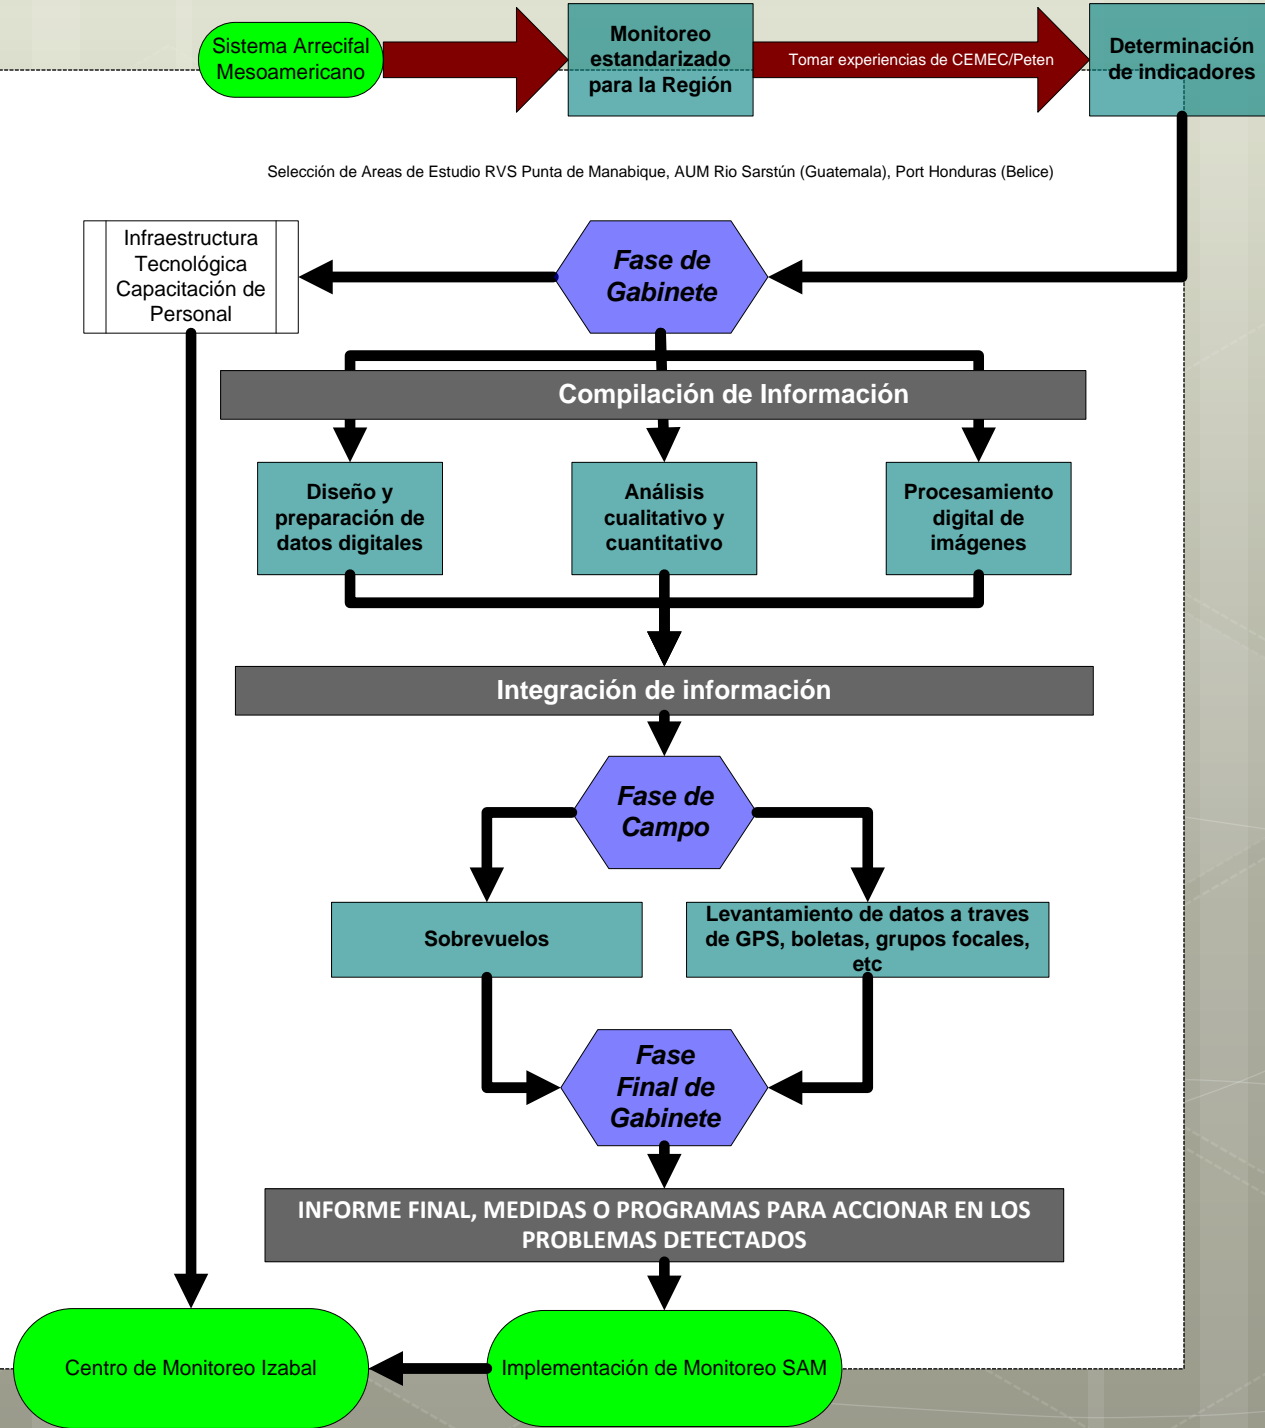 Sistema Arrecifal
Mesoamericano
Monitoreo
estandarizado
para la Región
Tomar experiencias de CEMEC/Peten
Determinación
de indicadores
Selección de Areas de Estudio RVS Punta de Manabique, AUM Rio Sarstún (Guatemala), Port Honduras (Belice)
Infraestructura
Tecnológica
Capacitación de
Personal
Fase de
Gabinete
Compilación de Información
Diseño y
preparación de
datos digitales
Análisis
cualitativo y
cuantitativo
Procesamiento
digital de
imágenes
Integración de información
Fase de
Campo
Sobrevuelos
Levantamiento de datos a traves
de GPS, boletas, grupos focales,
etc
Fase
Final de
Gabinete
INFORME FINAL, MEDIDAS O PROGRAMAS PARA ACCIONAR EN LOS
PROBLEMAS DETECTADOS
Centro de Monitoreo Izabal
Implementación de Monitoreo SAM